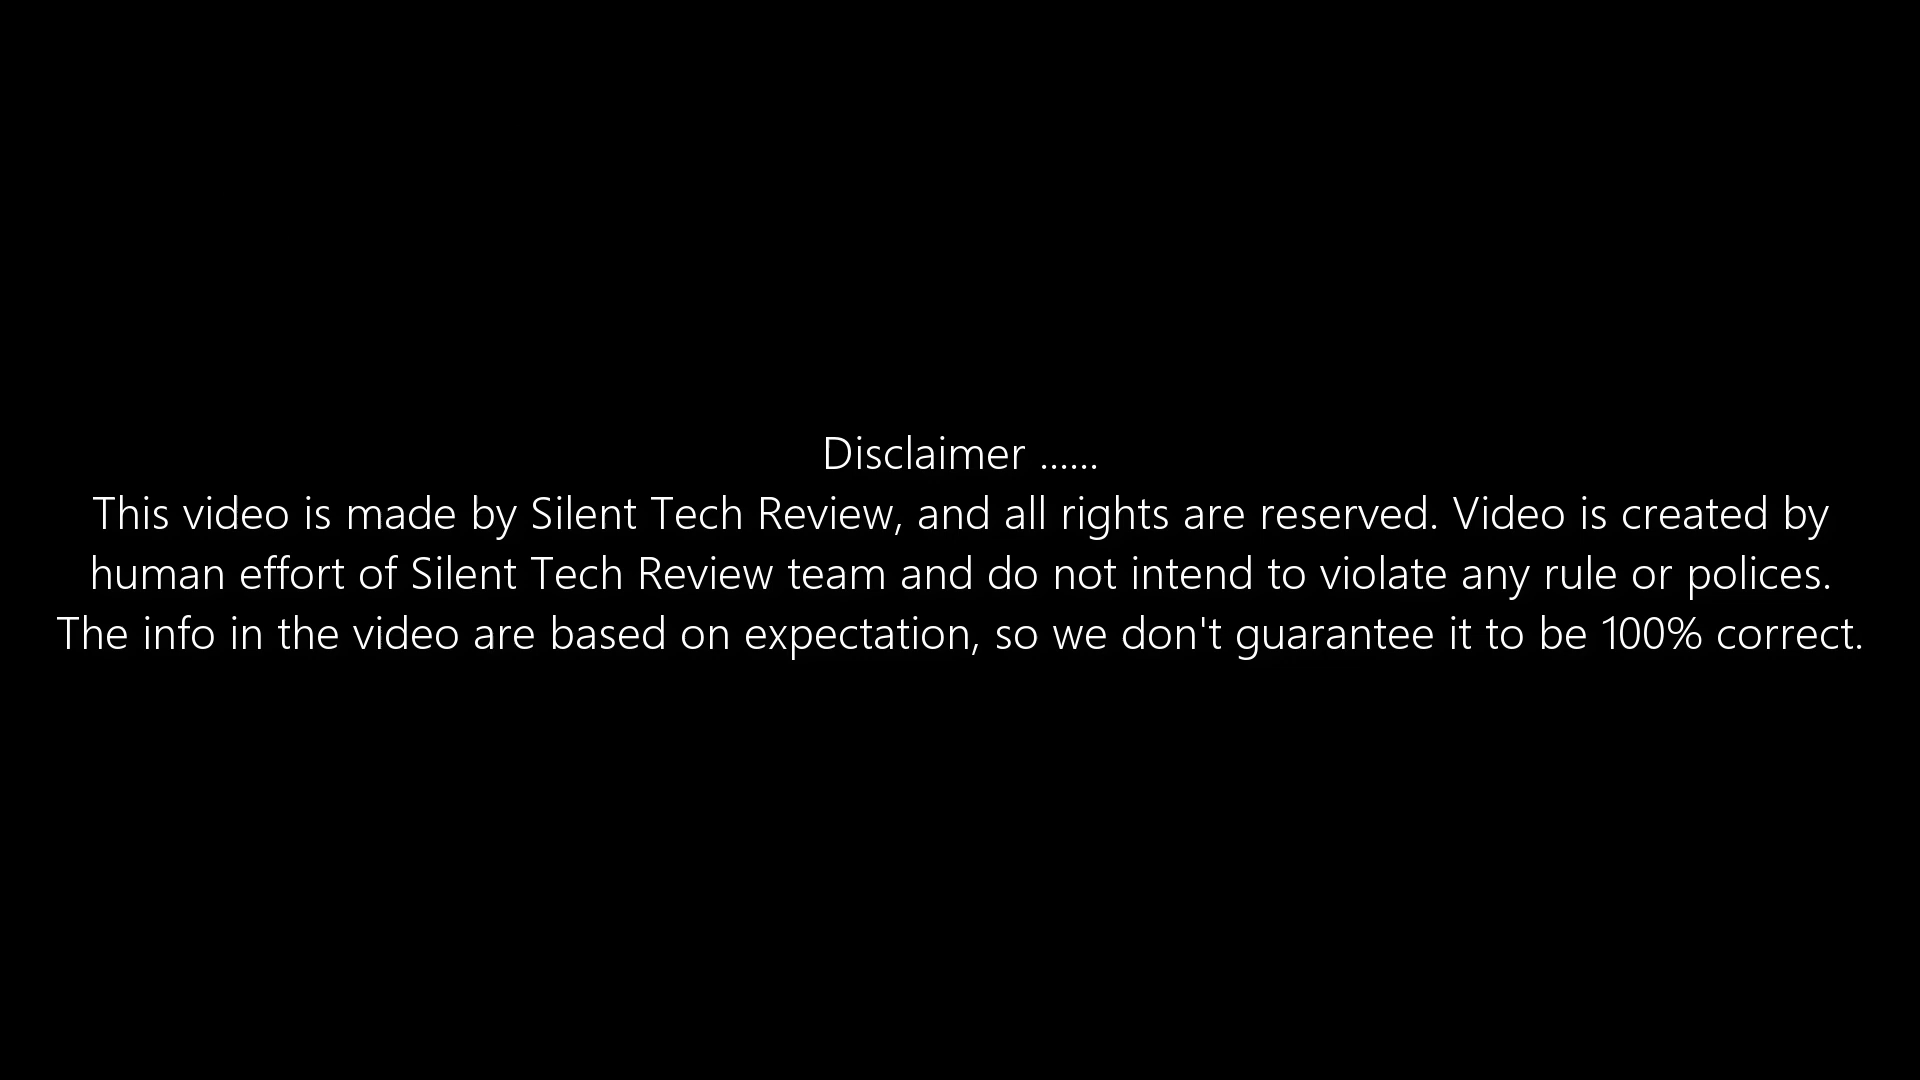 Disclaimer ......
This video is made by Silent Tech Review, and all rights are reserved. Video is created by
human effort of Silent Tech Review team and do not intend to violate any rule or polices.
The info in the video are based on expectation, so we don't guarantee it to be 100% correct.